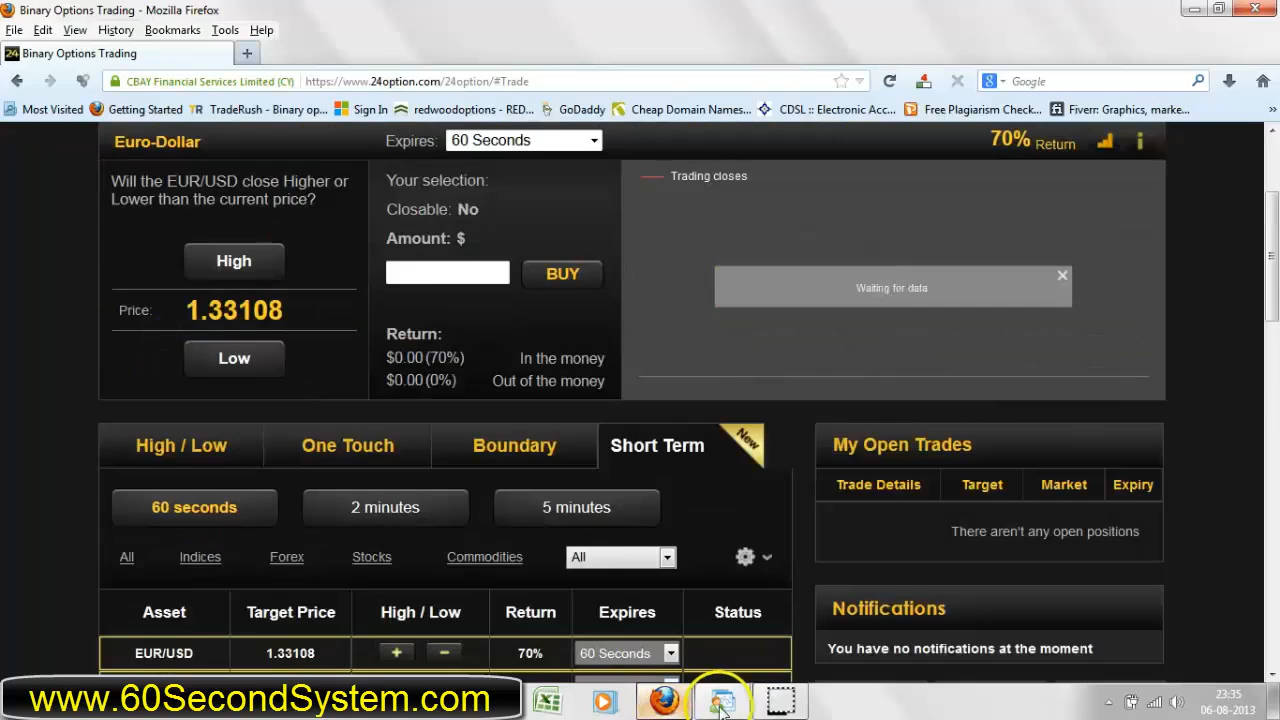 Binary Options Trading - Mozilla Firefox
File Edit View History Bookmarks Tools Help
24 Binary Options Trading +
CBAY Financial Services Limited (CY) https://www.24option.com/24option/#Trade Google
Most Visited Getting Started TradeRush - Binary op... Sign In redwoodoptions - RED... GoDaddy Cheap Domain Names... CDSL :: Electronic Acc... Free Plagiarism Check... Fiverr: Graphics, marke...
Euro-Dollar Expires: 60 Seconds 70% Return
Will the EUR/USD close Higher or
Lower than the current price?
High
Price: 1.33108
Low
Your selection:
Closable: No
Amount: $
BUY
Return:
$0.00 (70%) In the money
$0.00 (0%) Out of the money
Trading closes
Waiting for data
High / Low One Touch Boundary Short Term New
60 seconds 2 minutes 5 minutes
All Indices Forex Stocks Commodities All
Asset Target Price High / Low Return Expires Status
EUR/USD 1.33108 + - 70% 60 Seconds
My Open Trades
Trade Details Target Market Expiry
There aren't any open positions
Notifications
You have no notifications at the moment
www.60SecondSystem.com
23:35
06-08-2013